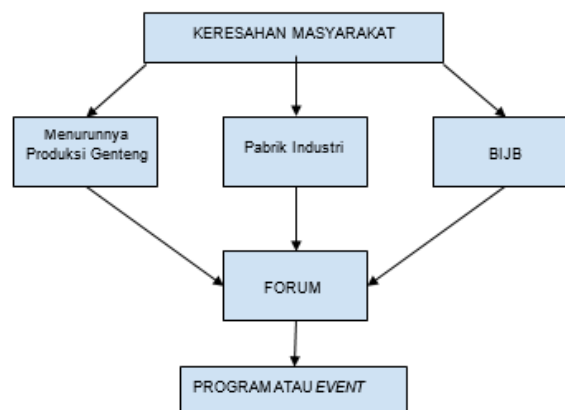 KERESAHAN MASYARAKAT
Menurunnya
Produksi Genteng
Pabrik Industri
BIJB
FORUM
PROGRAM ATAU EVENT